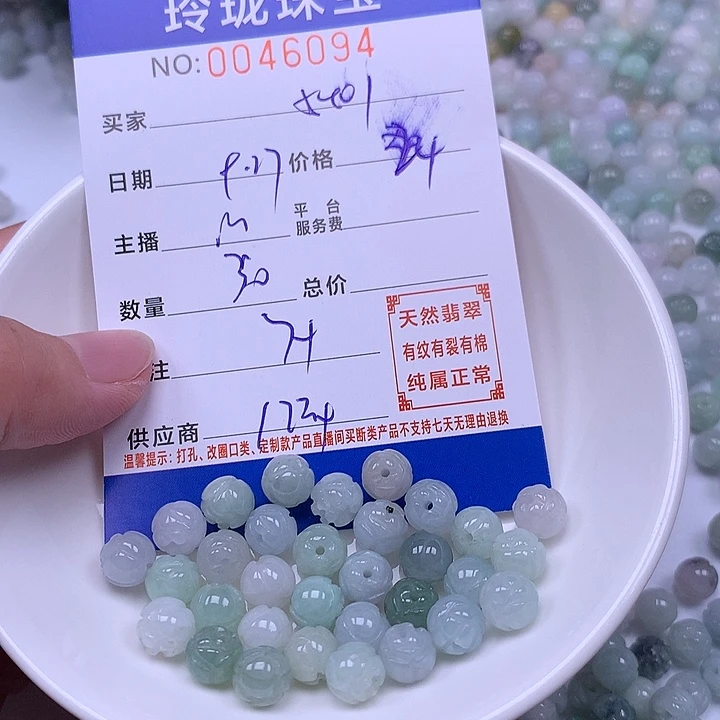 玲珑珠宝
NO:0046094
买家 8401
日期 9.27 价格
主播 M 平台服务费
数量 30 总价
注
供应商
天然翡翠
有纹有裂有棉
纯属正常
温馨提示：打孔、改圈口类、定制款产品直播间买断类产品不支持七天无理由退换